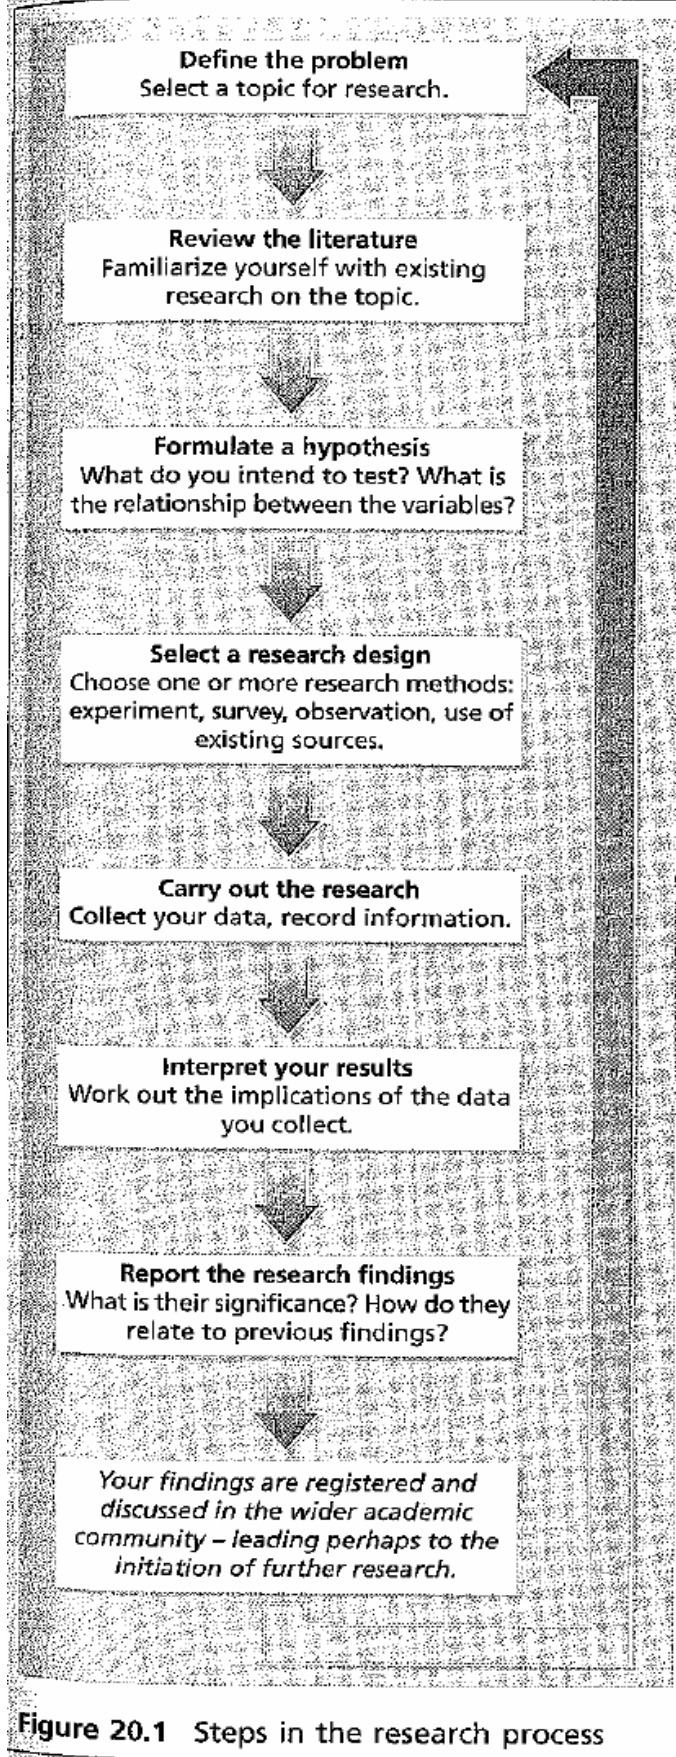 Define the problem
Select a topic for research.
Review the literature
Familiarize yourself with existing
research on the topic.
Formulate a hypothesis
What do you intend to test? What is
the relationship between the variables?
Select a research design
Choose one or more research methods:
experiment, survey, observation, use of
existing sources.
Carry out the research
Collect your data, record information.
Interpret your results
Work out the implications of the data
you collect.
Report the research findings
What is their significance? How do they
relate to previous findings?
Your findings are registered and
discussed in the wider academic
community – leading perhaps to the
initiation of further research.
Figure 20.1 Steps in the research process